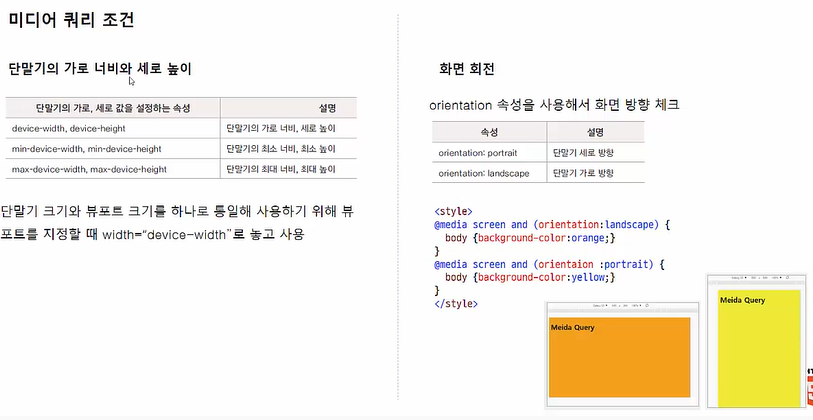 미디어 쿼리 조건
단말기의 가로 너비와 세로 높이
단말기의 가로, 세로 값을 설정하는 속성 설명
device-width, device-height 단말기의 가로 너비, 세로 높이
min-device-width, min-device-height 단말기의 최소 너비, 최소 높이
max-device-width, max-device-height 단말기의 최대 너비, 최대 높이
단말기 크기와 뷰포트 크기를 하나로 통일해 사용하기 위해 뷰
포트를 지정할 때 width=“device-width”로 놓고 사용
화면 회전
orientation 속성을 사용해서 화면 방향 체크
속성 설명
orientation: portrait 단말기 세로 방향
orientation: landscape 단말기 가로 방향
<style>
@media screen and (orientation:landscape) {
body {background-color:orange;}
}
@media screen and (orientaion :portrait) {
body {background-color:yellow;}
}
</style>
Meida Query
Meida Query